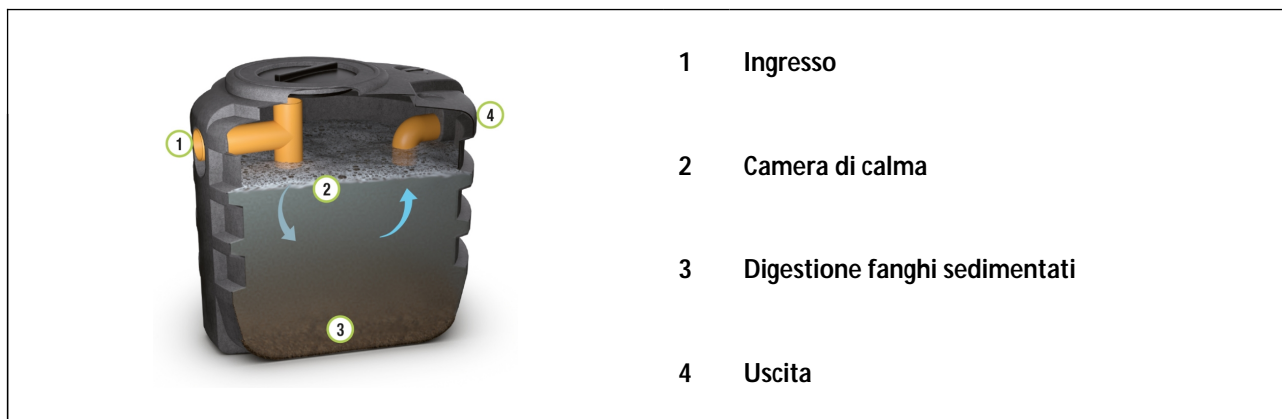 1
4
2
3
1 Ingresso
2 Camera di calma
3 Digestione fanghi sedimentati
4 Uscita